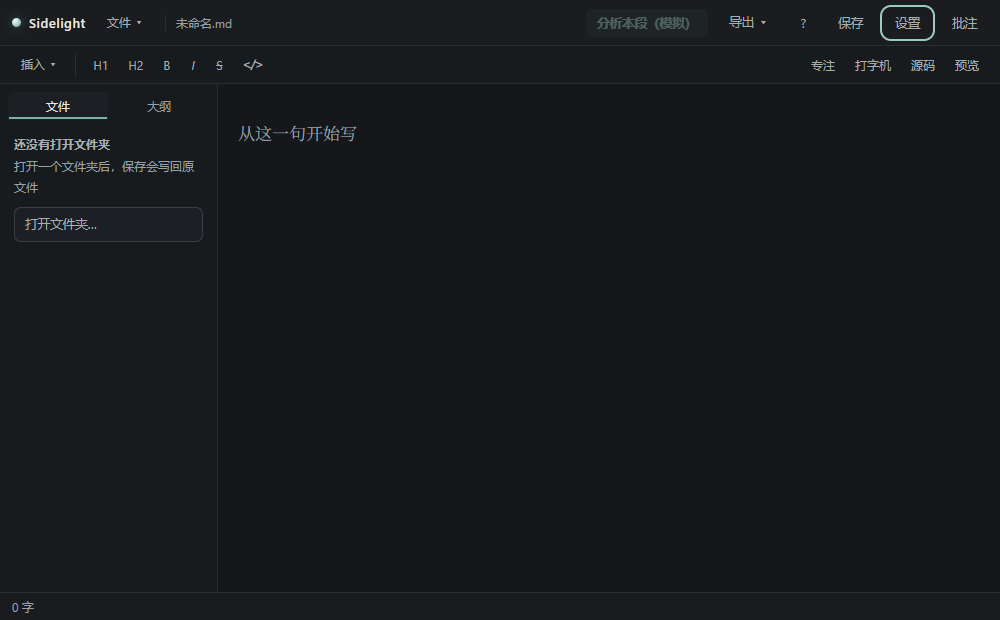 Sidelight 文件 未命名.md 分析本段（模拟） 导出 ? 保存 设置 批注
插入 H1 H2 B I S </> 专注 打字机 源码 预览
文件 大纲
还没有打开文件夹
打开一个文件夹后，保存会写回原
文件
打开文件夹...
从这一句开始写
0 字